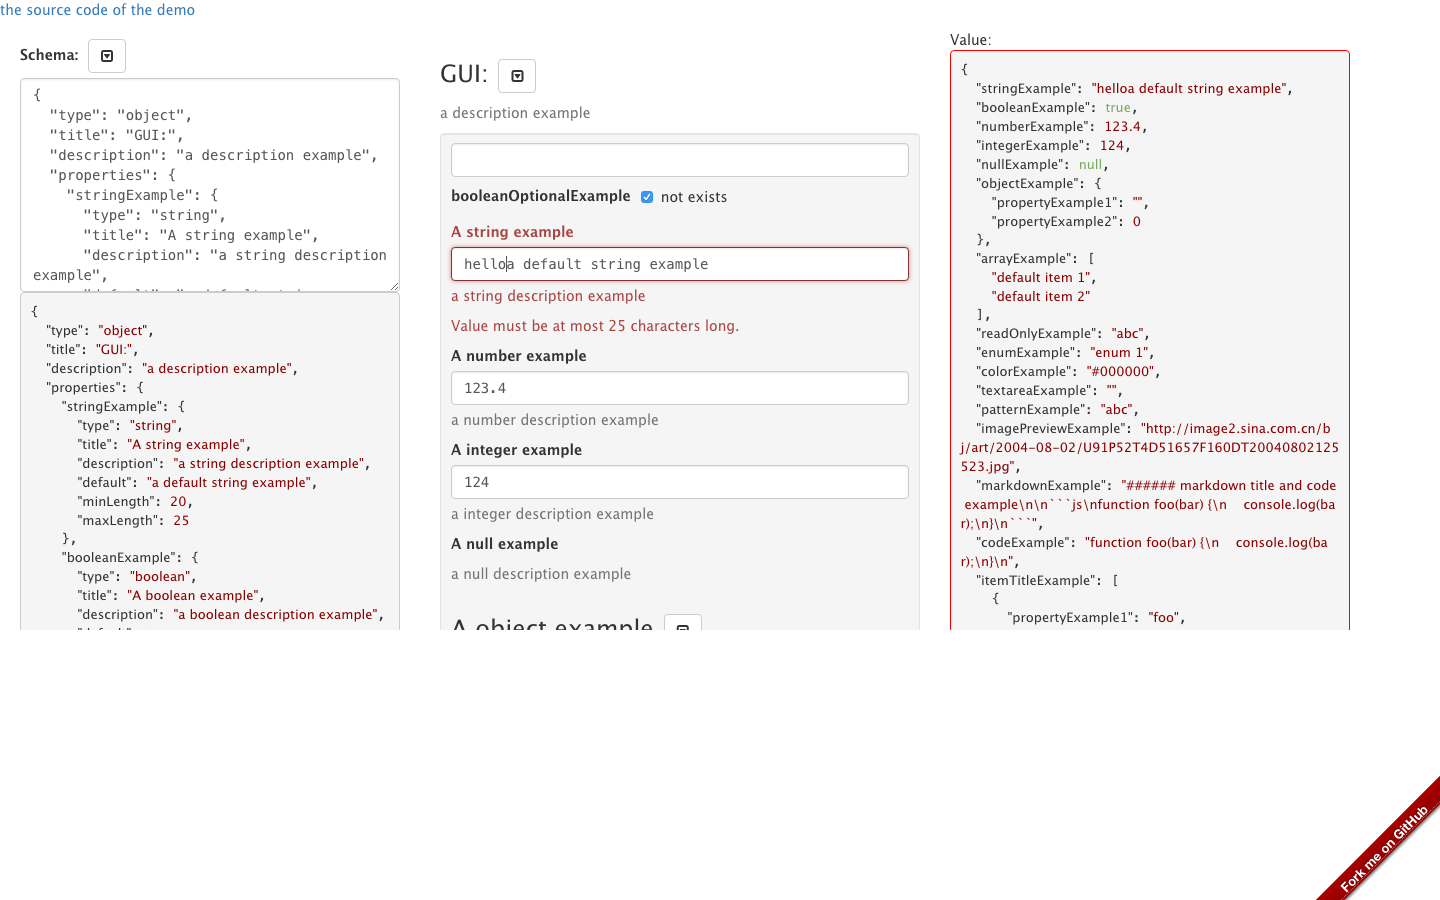 the source code of the demo
Schema:
{
  "type": "object",
  "title": "GUI:",
  "description": "a description example",
  "properties": {
    "stringExample": {
      "type": "string",
      "title": "A string example",
      "description": "a string description
example",
{
  "type": "object",
  "title": "GUI:",
  "description": "a description example",
  "properties": {
    "stringExample": {
      "type": "string",
      "title": "A string example",
      "description": "a string description example",
      "default": "a default string example",
      "minLength": 20,
      "maxLength": 25
    },
    "booleanExample": {
      "type": "boolean",
      "title": "A boolean example",
      "description": "a boolean description example",
GUI:
a description example
booleanOptionalExample not exists
A string example
helloa default string example
a string description example
Value must be at most 25 characters long.
A number example
123.4
a number description example
A integer example
124
a integer description example
A null example
a null description example
A object example
Value:
{
  "stringExample": "helloa default string example",
  "booleanExample": true,
  "numberExample": 123.4,
  "integerExample": 124,
  "nullExample": null,
  "objectExample": {
    "propertyExample1": "",
    "propertyExample2": 0
  },
  "arrayExample": [
    "default item 1",
    "default item 2"
  ],
  "readOnlyExample": "abc",
  "enumExample": "enum 1",
  "colorExample": "#000000",
  "textareaExample": "",
  "patternExample": "abc",
  "imagePreviewExample": "http://image2.sina.com.cn/b
j/art/2004-08-02/U91P52T4D51657F160DT20040802125
523.jpg",
  "markdownExample": "###### markdown title and code
 example\n\n```js\nfunction foo(bar) {\n    console.log(ba
r);\n}\n```",
  "codeExample": "function foo(bar) {\n    console.log(ba
r);\n}\n",
  "itemTitleExample": [
    {
      "propertyExample1": "foo",
Fork me on GitHub